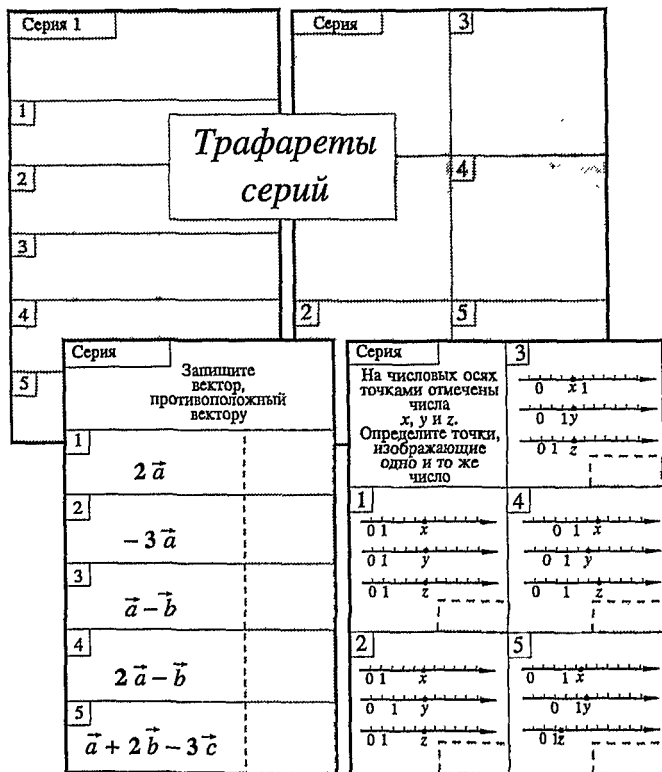 Серия 1
1
2
3
4
5
Серия
3
4
2
5
Трафареты
серий
Серия
Запишите
вектор,
противоположный
вектору
1
2 a⃗
2
− 3 a⃗
3
a⃗ − b⃗
4
2 a⃗ − b⃗
5
a⃗ + 2 b⃗ − 3 c⃗
Серия
На числовых осях
точками отмечены
числа
x, y и z.
Определите точки,
изображающие
одно и то же
число
3
0 x 1
0 1 y
0 1 z
1
0 1 x
0 1 y
0 1 z
4
0 1 x
0 1 y
0 1 z
2
0 1 x
0 1 y
0 1 z
5
0 1 x
0 1 y
0 1 z